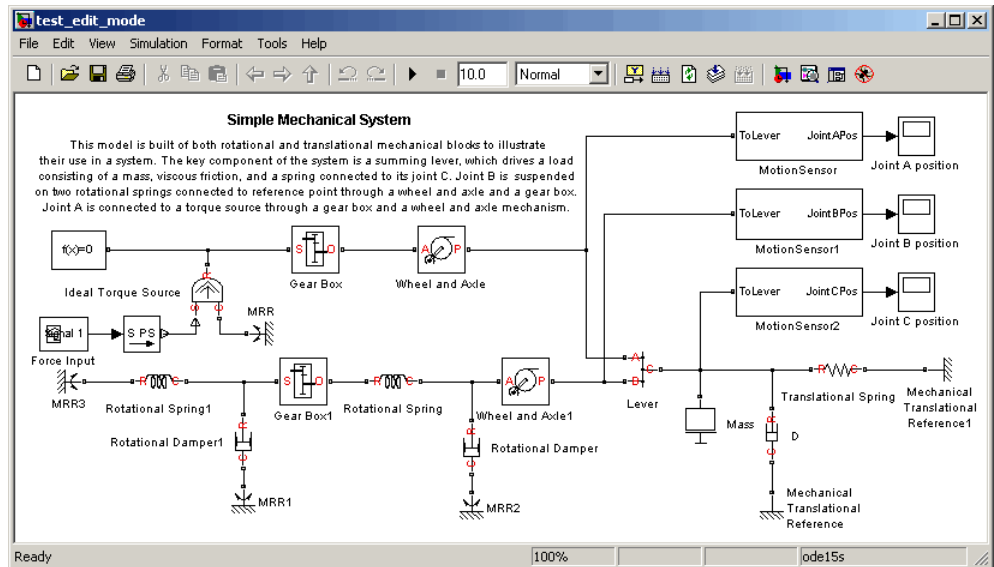 test_edit_mode
File Edit View Simulation Format Tools Help
10.0 Normal
Simple Mechanical System
This model is built of both rotational and translational mechanical blocks to illustrate
their use in a system. The key component of the system is a summing lever, which drives a load
consisting of a mass, viscous friction, and a spring connected to its joint C. Joint B is suspended
on two rotational springs connected to reference point through a wheel and axle and a gear box.
Joint A is connected to a torque source through a gear box and a wheel and axle mechanism.
ToLever JointAPos
MotionSensor
Joint A position
ToLever JointBPos
MotionSensor1
Joint B position
ToLever JointCPos
MotionSensor2
Joint C position
f(x)=0
S O
Gear Box
A P
Wheel and Axle
Ideal Torque Source
R
S C
MRR
Signal 1
Force Input
S PS
MRR3
R C
Rotational Spring1
S O
Gear Box1
R C
Rotational Spring
A P
Wheel and Axle1
A
B
C
Lever
Mass
R C
Translational Spring
Mechanical
Translational
Reference1
R
Rotational Damper1
C
MRR1
R
Rotational Damper
C
MRR2
R
D
C
Mechanical
Translational
Reference
Ready 100% ode15s